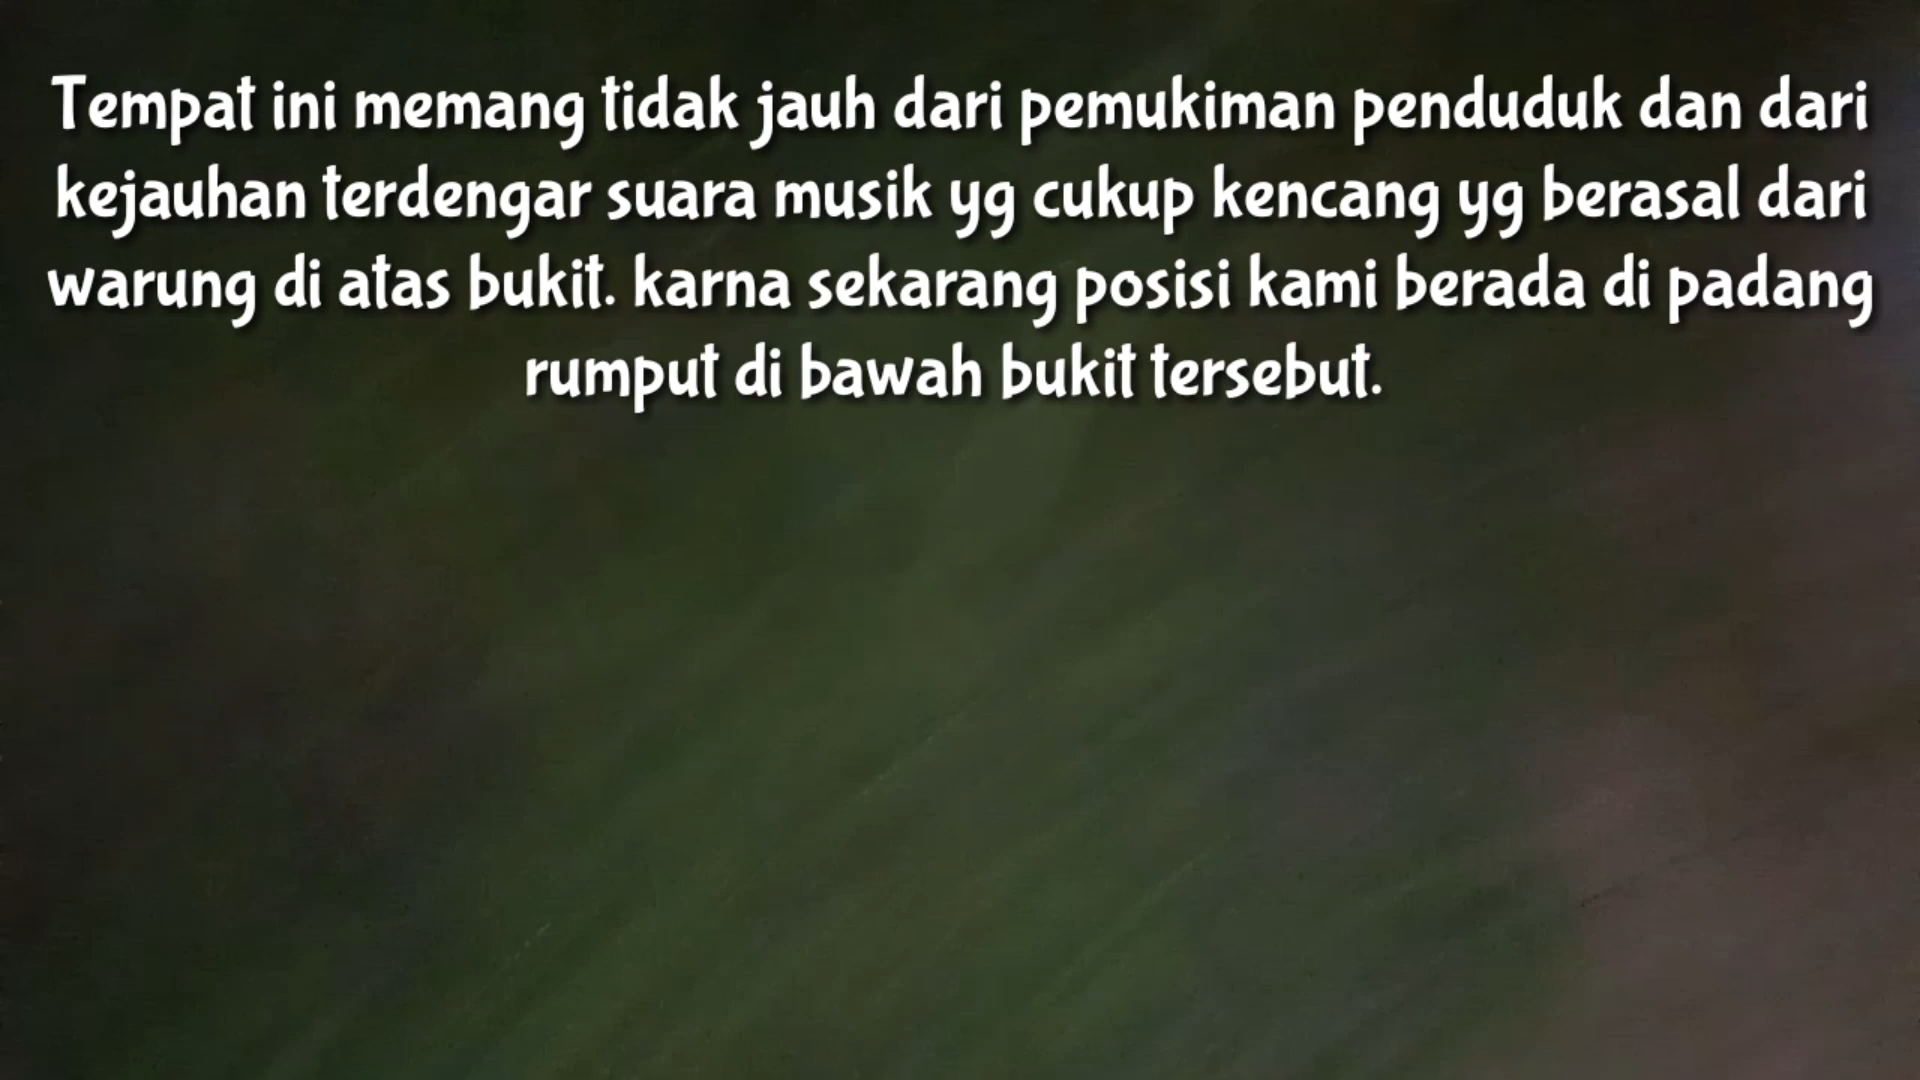 Tempat ini memang tidak jauh dari pemukiman penduduk dan dari
kejauhan terdengar suara musik yg cukup kencang yg berasal dari
warung di atas bukit. karna sekarang posisi kami berada di padang
rumput di bawah bukit tersebut.